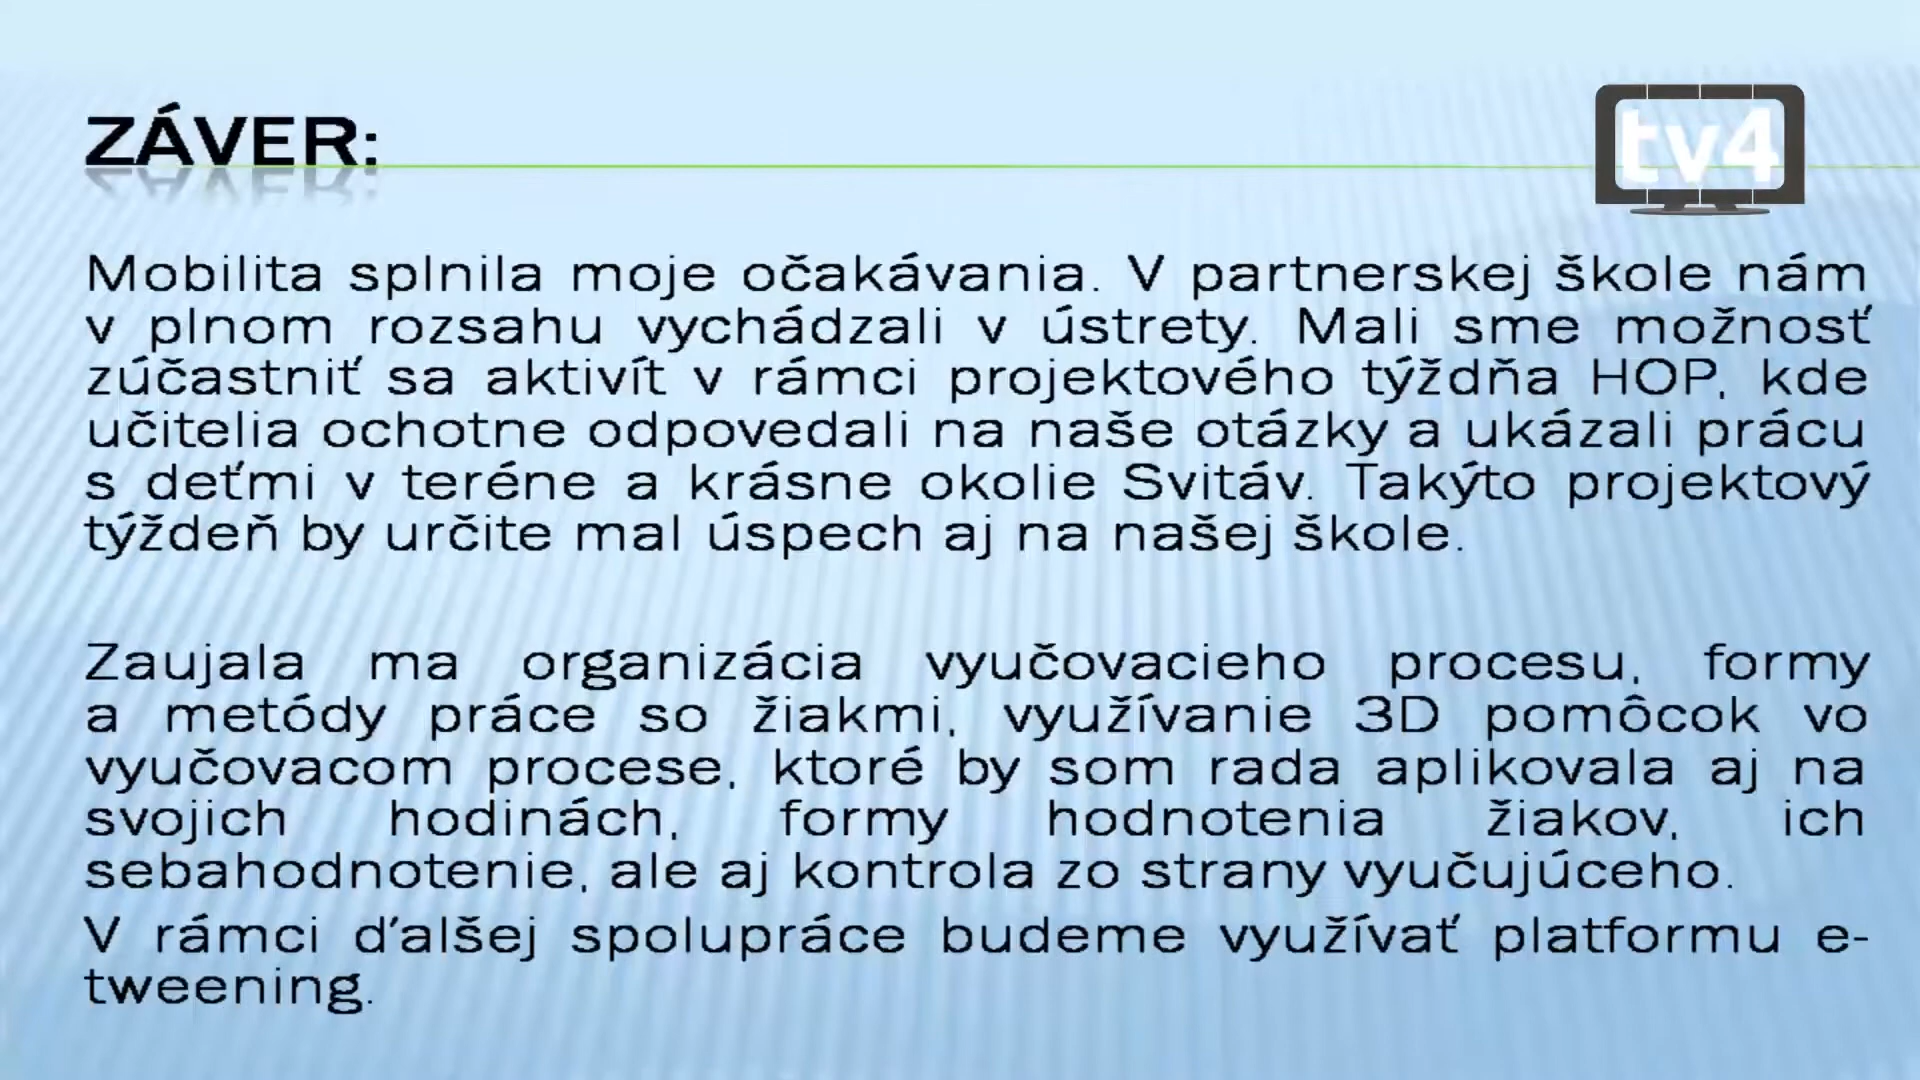 ZÁVER:
tv4
Mobilita splnila moje očakávania. V partnerskej škole nám
v plnom rozsahu vychádzali v ústrety. Mali sme možnosť
zúčastniť sa aktivít v rámci projektového týždňa HOP, kde
učitelia ochotne odpovedali na naše otázky a ukázali prácu
s deťmi v teréne a krásne okolie Svitáv. Takýto projektový
týždeň by určite mal úspech aj na našej škole.
Zaujala ma organizácia vyučovacieho procesu, formy
a metódy práce so žiakmi, využívanie 3D pomôcok vo
vyučovacom procese, ktoré by som rada aplikovala aj na
svojich hodinách, formy hodnotenia žiakov, ich
sebahodnotenie, ale aj kontrola zo strany vyučujúceho.
V rámci ďalšej spolupráce budeme využívať platformu e-
tweening.